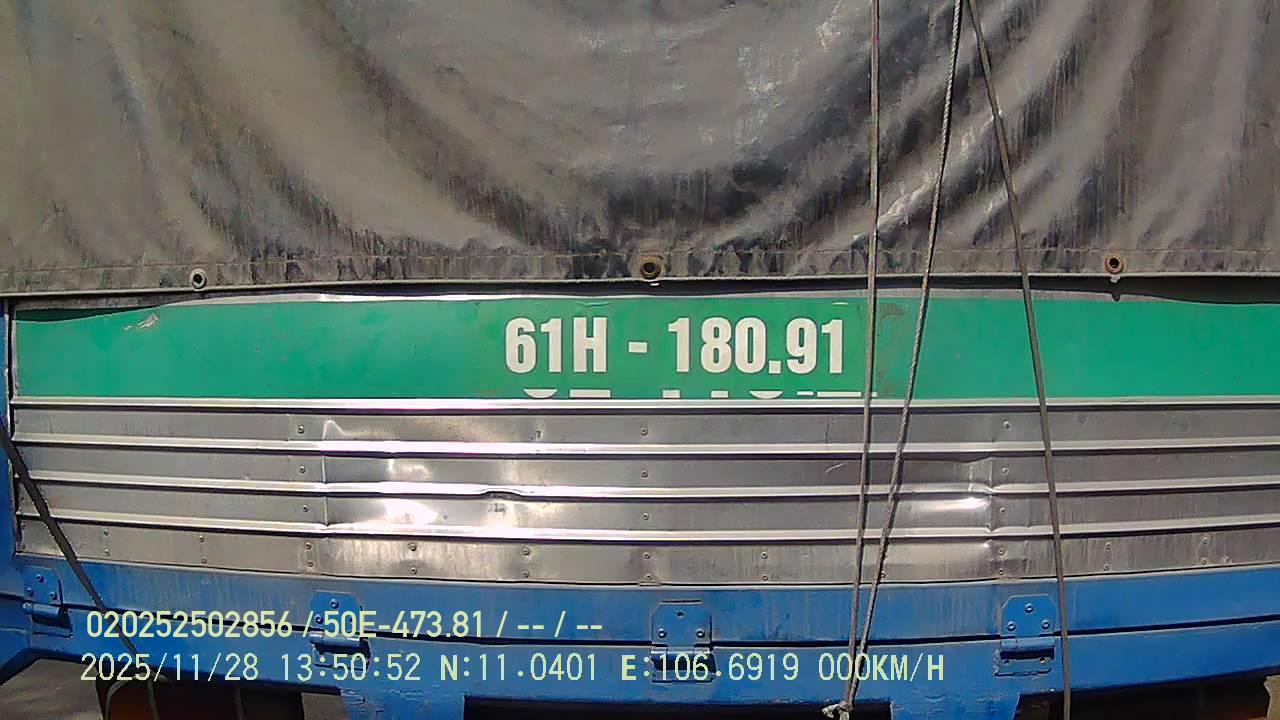 61H - 180.91
020252502856 / 50E-473.81 / -- / --
2025/11/28 13:50:52 N:11.0401 E:106.6919 000KM/H